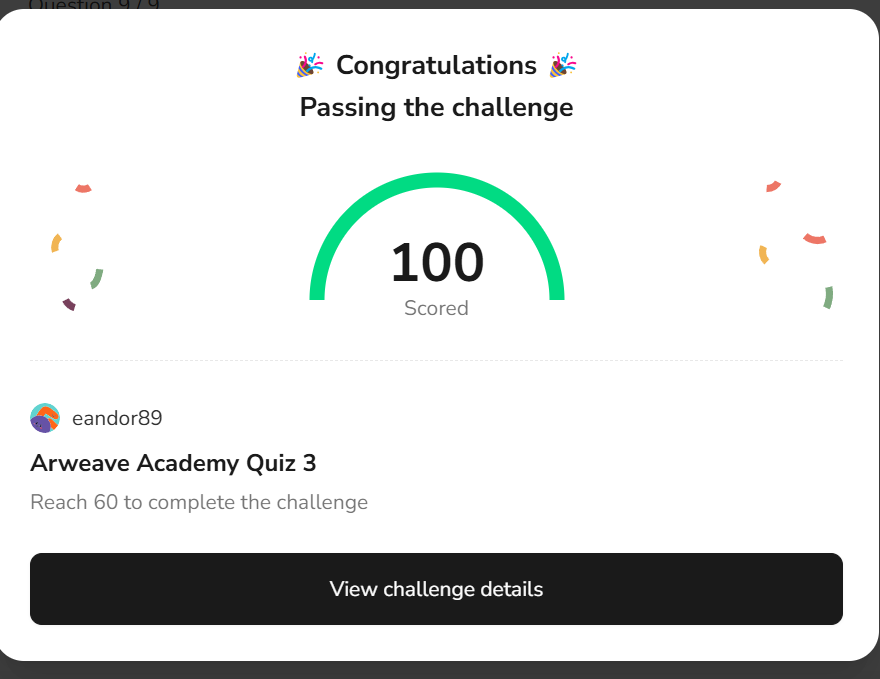 Question 9 / 9
🎉 Congratulations 🎉
Passing the challenge
100
Scored
eandor89
Arweave Academy Quiz 3
Reach 60 to complete the challenge
View challenge details